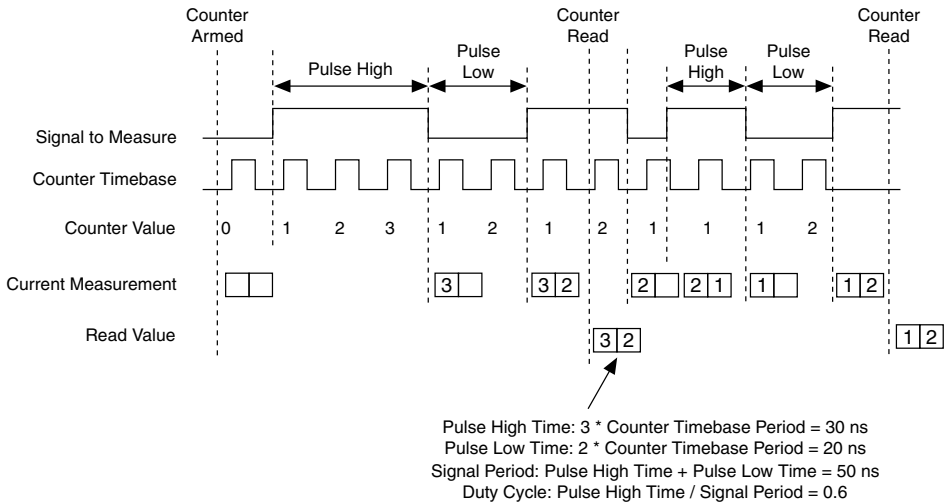 Counter Armed
Counter Read
Counter Read
Pulse High
Pulse Low
Pulse High
Pulse Low
Signal to Measure
Counter Timebase
Counter Value 0 1 2 3 1 2 1 2 1 1 1 2
Current Measurement 3 3 2 2 2 1 1 1 2
Read Value 3 2 1 2
Pulse High Time: 3 * Counter Timebase Period = 30 ns
Pulse Low Time: 2 * Counter Timebase Period = 20 ns
Signal Period: Pulse High Time + Pulse Low Time = 50 ns
Duty Cycle: Pulse High Time / Signal Period = 0.6